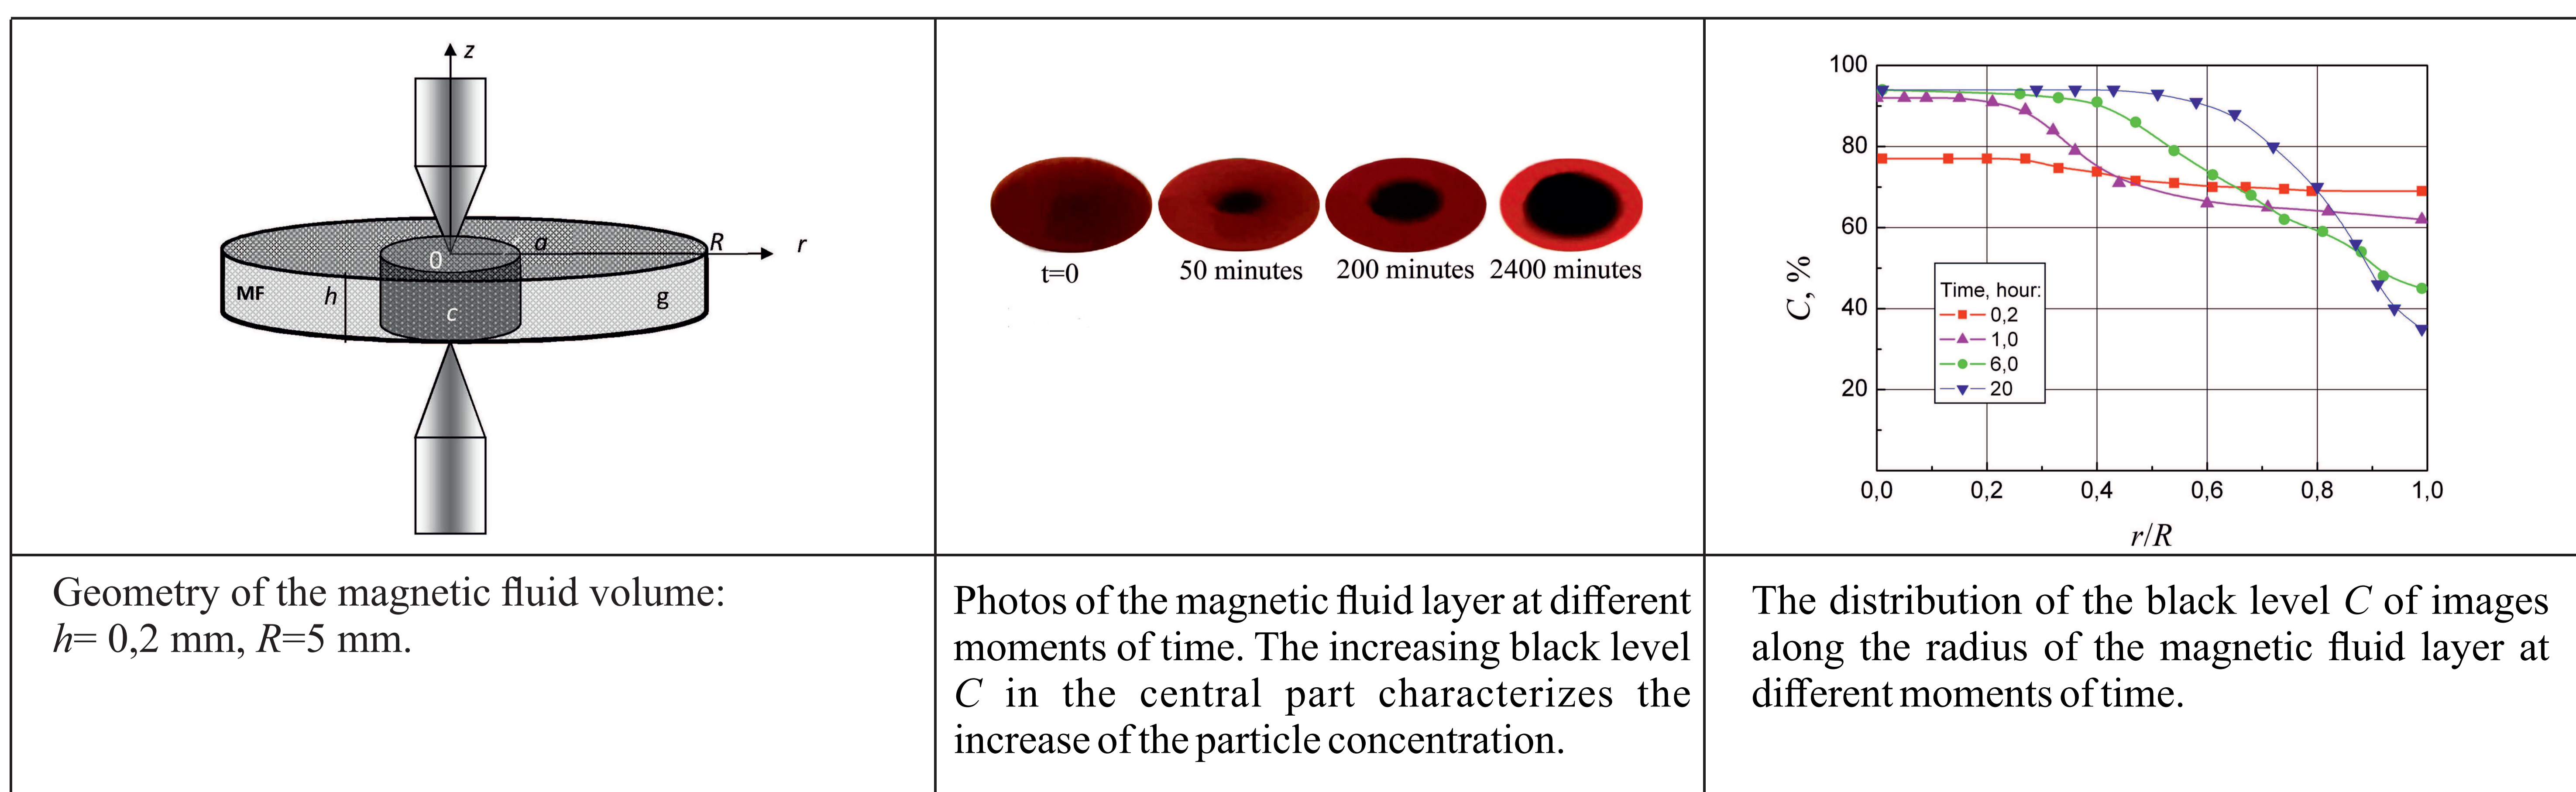 z
a
R
r
0
MF
h
g
c
Geometry of the magnetic fluid volume:
h= 0,2 mm, R=5 mm.
t=0
50 minutes
200 minutes
2400 minutes
Photos of the magnetic fluid layer at different
moments of time. The increasing black level
C in the central part characterizes the
increase of the particle concentration.
100
80
60
40
20
C, %
Time, hour:
0,2
1,0
6,0
20
0,0 0,2 0,4 0,6 0,8 1,0
r/R
The distribution of the black level C of images
along the radius of the magnetic fluid layer at
different moments of time.